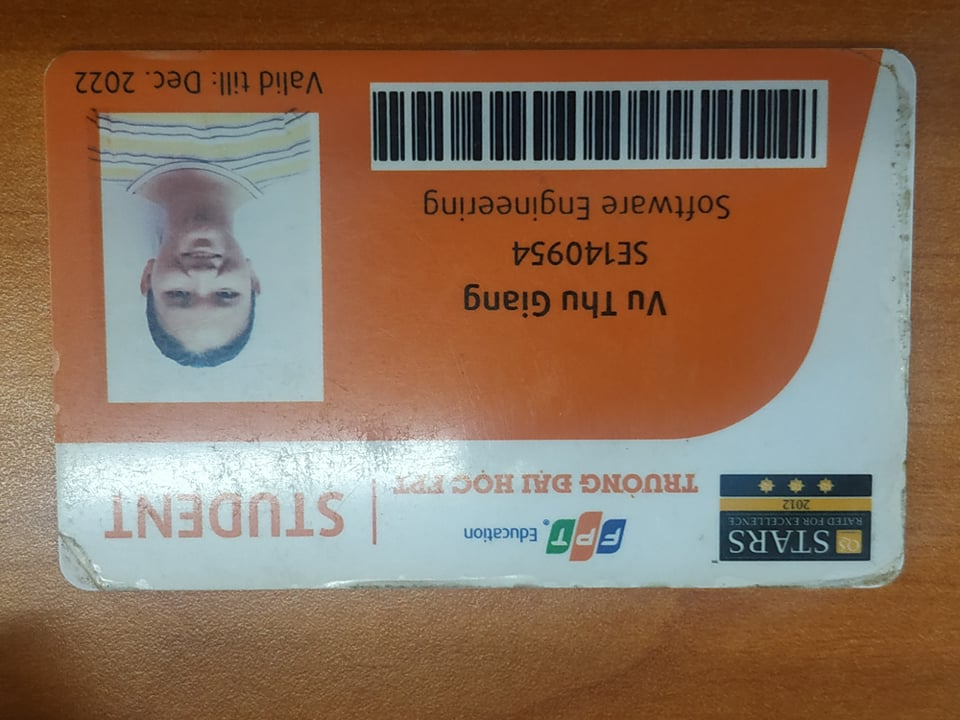 QS STARS™
RATED FOR EXCELLENCE
2012
FPT Education
TRƯỜNG ĐẠI HỌC FPT
STUDENT
Vu Thu Giang
SE140954
Software Engineering
Valid till: Dec. 2022